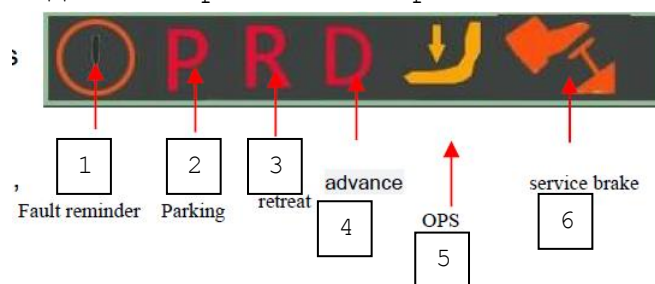 P R D
1 2 3
advance
service brake
retreat
Fault reminder Parking
4
OPS
6
5